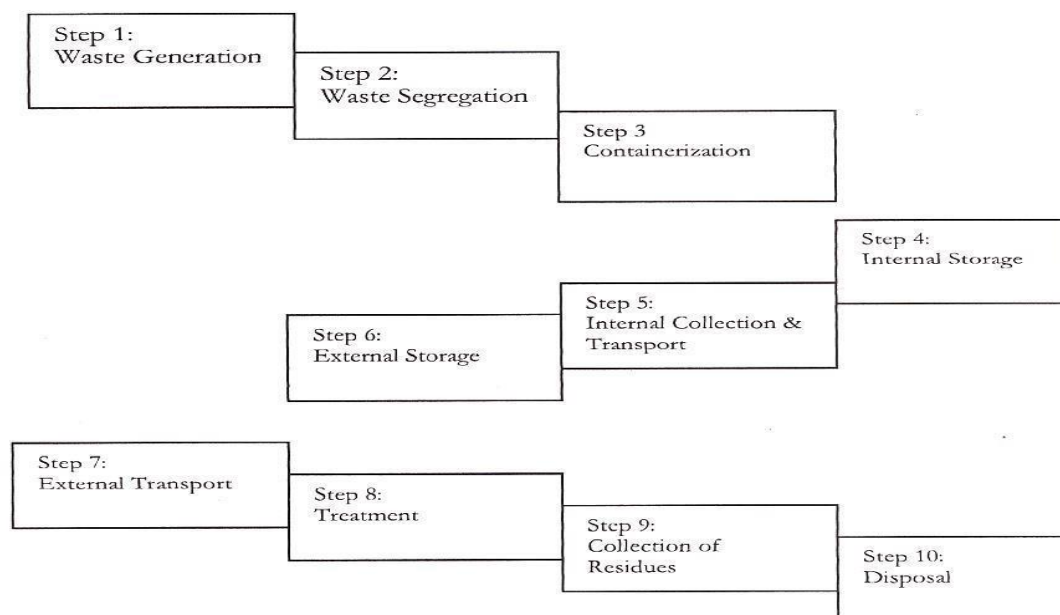 Step 1:
Waste Generation
Step 2:
Waste Segregation
Step 3
Containerization
Step 4:
Internal Storage
Step 5:
Internal Collection &
Transport
Step 6:
External Storage
Step 7:
External Transport
Step 8:
Treatment
Step 9:
Collection of
Residues
Step 10:
Disposal